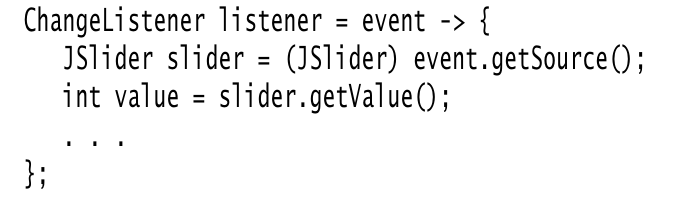 ChangeListener listener = event -> {
   JSlider slider = (JSlider) event.getSource();
   int value = slider.getValue();
   . . .
};